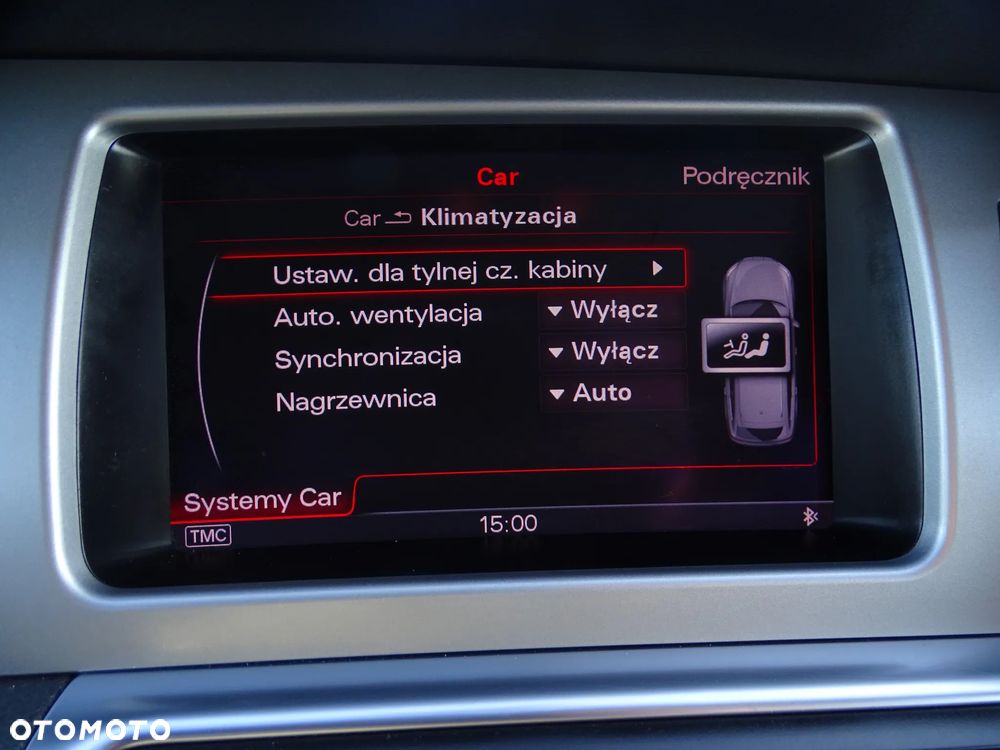 Car Podręcznik
Car Klimatyzacja
Ustaw. dla tylnej cz. kabiny
Auto. wentylacja Wyłącz
Synchronizacja Wyłącz
Nagrzewnica Auto
Systemy Car
TMC 15:00
OTOMOTO